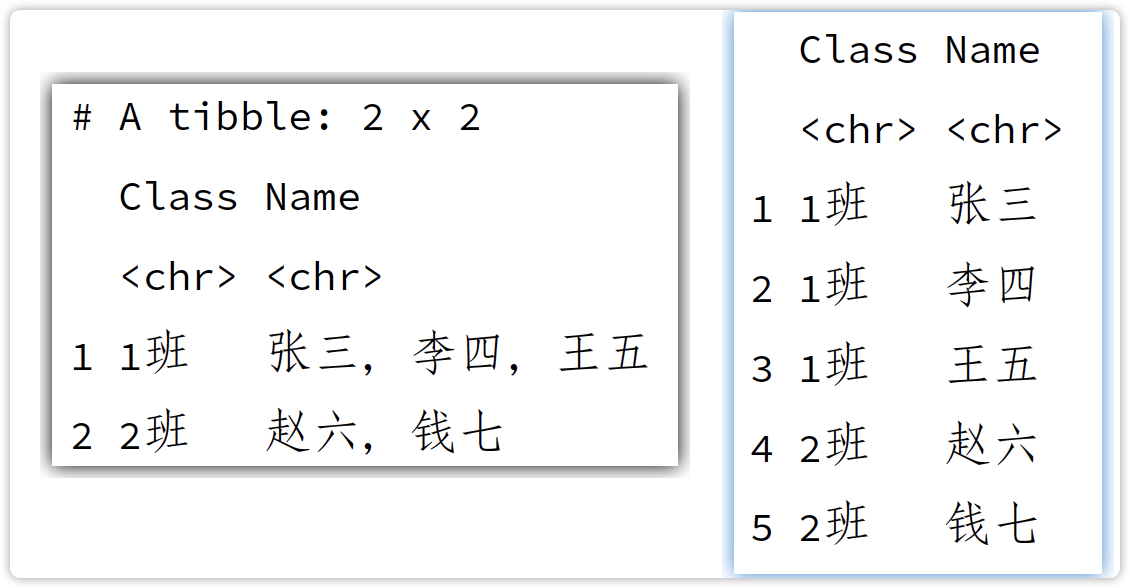 # A tibble: 2 x 2
Class Name
<chr> <chr>
1 1班 张三, 李四, 王五
2 2班 赵六, 钱七
Class Name
<chr> <chr>
1 1班 张三
2 1班 李四
3 1班 王五
4 2班 赵六
5 2班 钱七